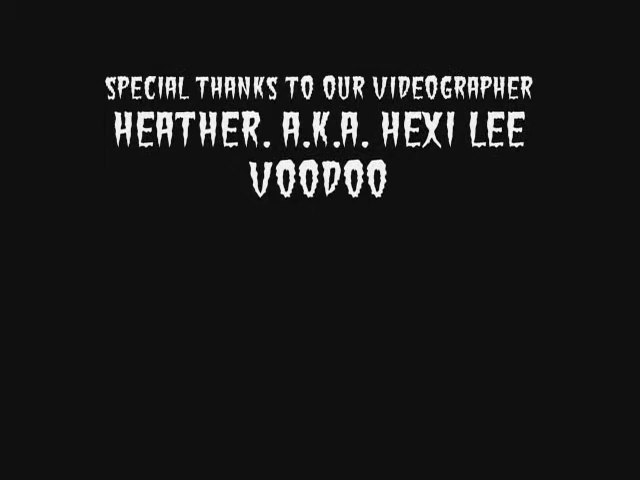 SPECIAL THANKS TO OUR VIDEOGRAPHER
HEATHER. A.K.A. HEXI LEE
VOODOO